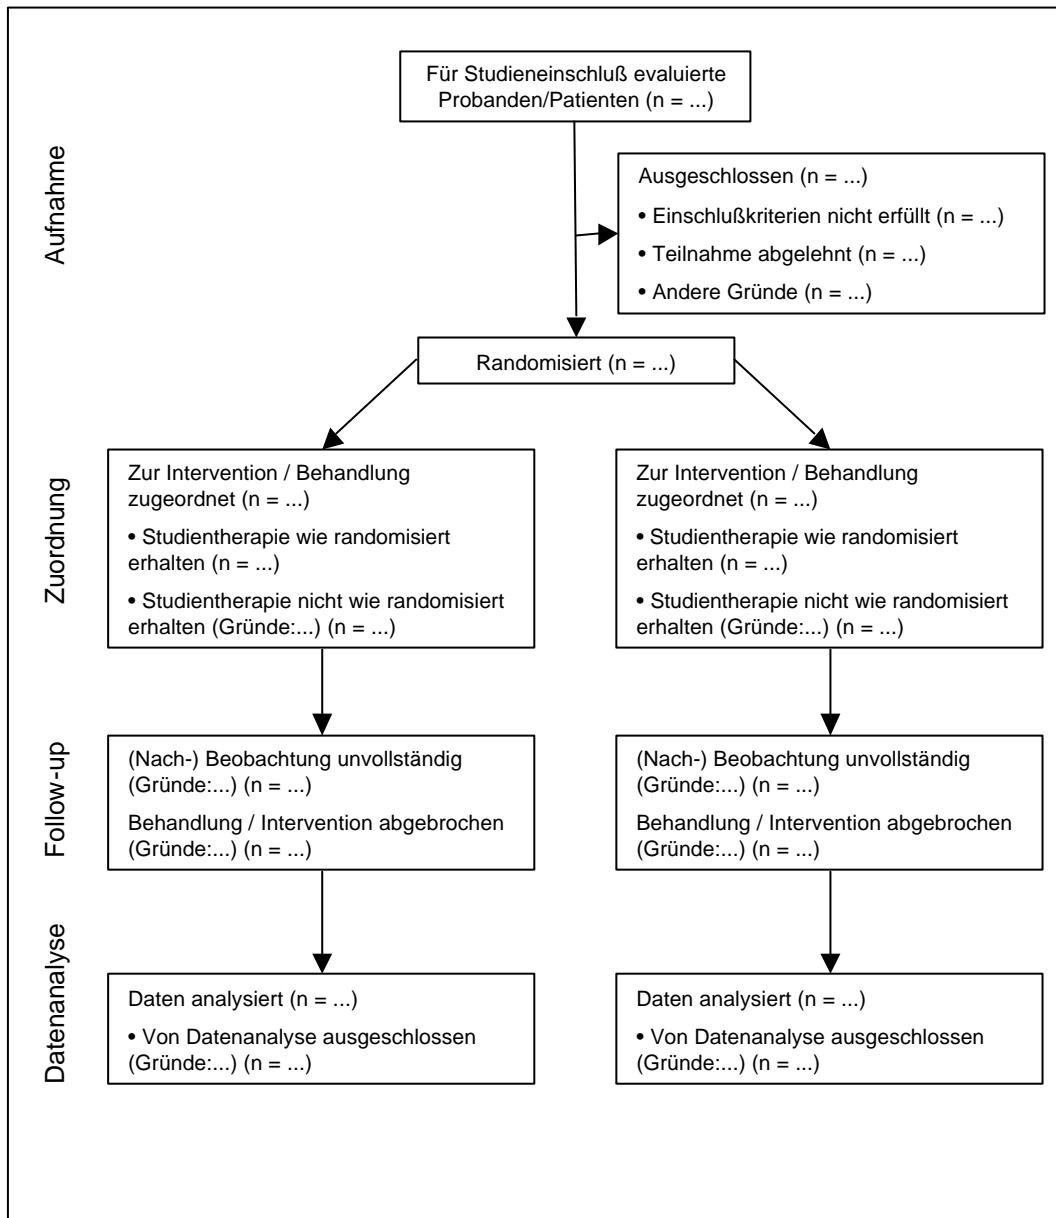 Für Studieneinschluß evaluierte
Probanden/Patienten (n = ...)
Aufnahme
Ausgeschlossen (n = ...)
• Einschlußkriterien nicht erfüllt (n = ...)
• Teilnahme abgelehnt (n = ...)
• Andere Gründe (n = ...)
Randomisiert (n = ...)
Zuordnung
Zur Intervention / Behandlung
zugeordnet (n = ...)
• Studientherapie wie randomisiert
erhalten (n = ...)
• Studientherapie nicht wie randomisiert
erhalten (Gründe:...) (n = ...)
Zur Intervention / Behandlung
zugeordnet (n = ...)
• Studientherapie wie randomisiert
erhalten (n = ...)
• Studientherapie nicht wie randomisiert
erhalten (Gründe:...) (n = ...)
Follow-up
(Nach-) Beobachtung unvollständig
(Gründe:...) (n = ...)
Behandlung / Intervention abgebrochen
(Gründe:...) (n = ...)
(Nach-) Beobachtung unvollständig
(Gründe:...) (n = ...)
Behandlung / Intervention abgebrochen
(Gründe:...) (n = ...)
Datenanalyse
Daten analysiert (n = ...)
• Von Datenanalyse ausgeschlossen
(Gründe:...) (n = ...)
Daten analysiert (n = ...)
• Von Datenanalyse ausgeschlossen
(Gründe:...) (n = ...)